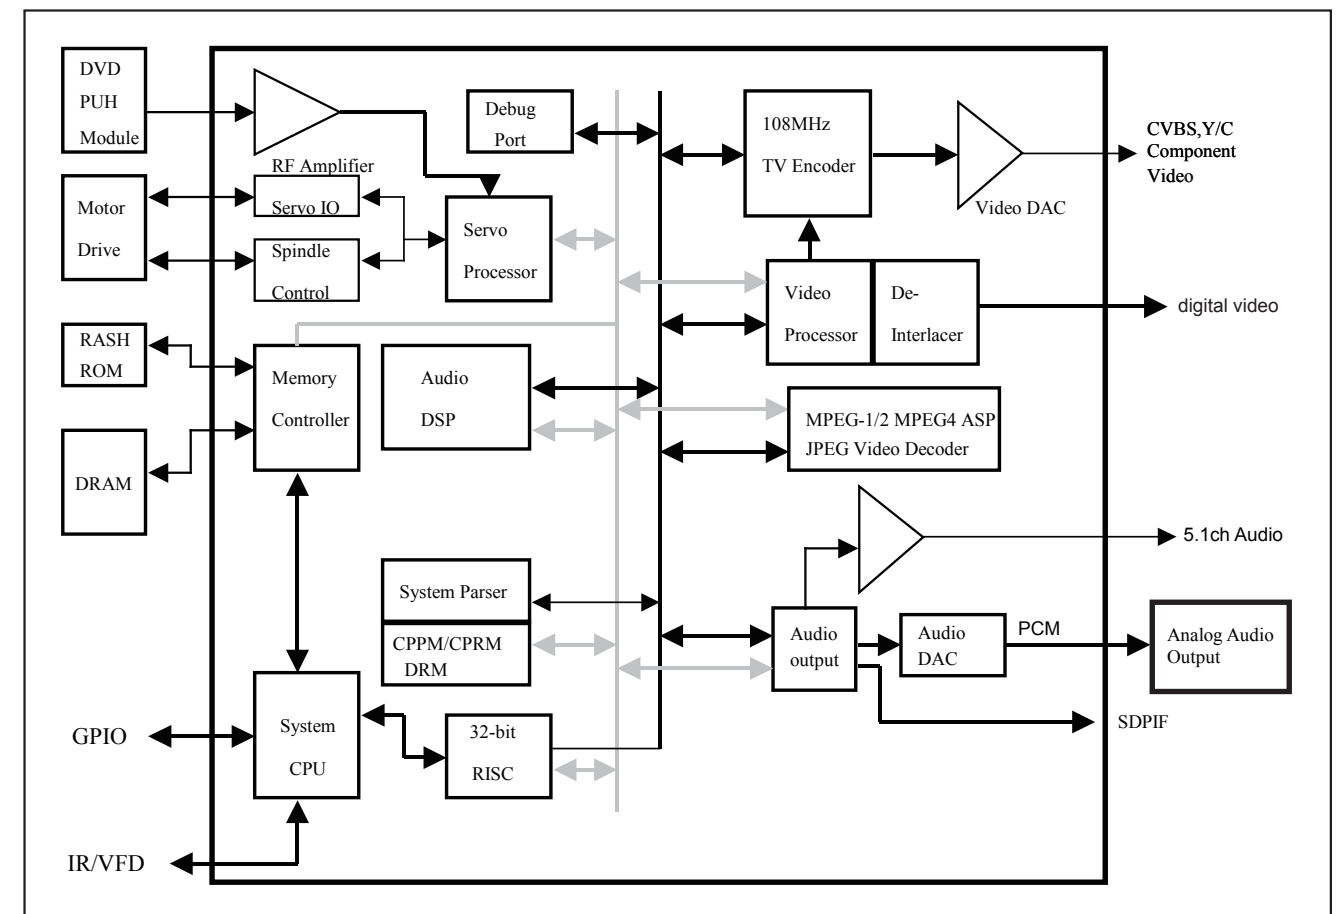 DVD
PUH
Module
RF Amplifier
Motor
Drive
Servo IO
Spindle
Control
Servo
Processor
Debug
Port
108MHz
TV Encoder
Video DAC
CVBS,Y/C
Component
Video
Video
Processor
De-
Interlacer
digital video
RASH
ROM
DRAM
Memory
Controller
Audio
DSP
MPEG-1/2 MPEG4 ASP
JPEG Video Decoder
5.1ch Audio
System Parser
CPPM/CPRM
DRM
Audio
output
Audio
DAC
PCM
Analog Audio
Output
SDPIF
GPIO
System
CPU
32-bit
RISC
IR/VFD